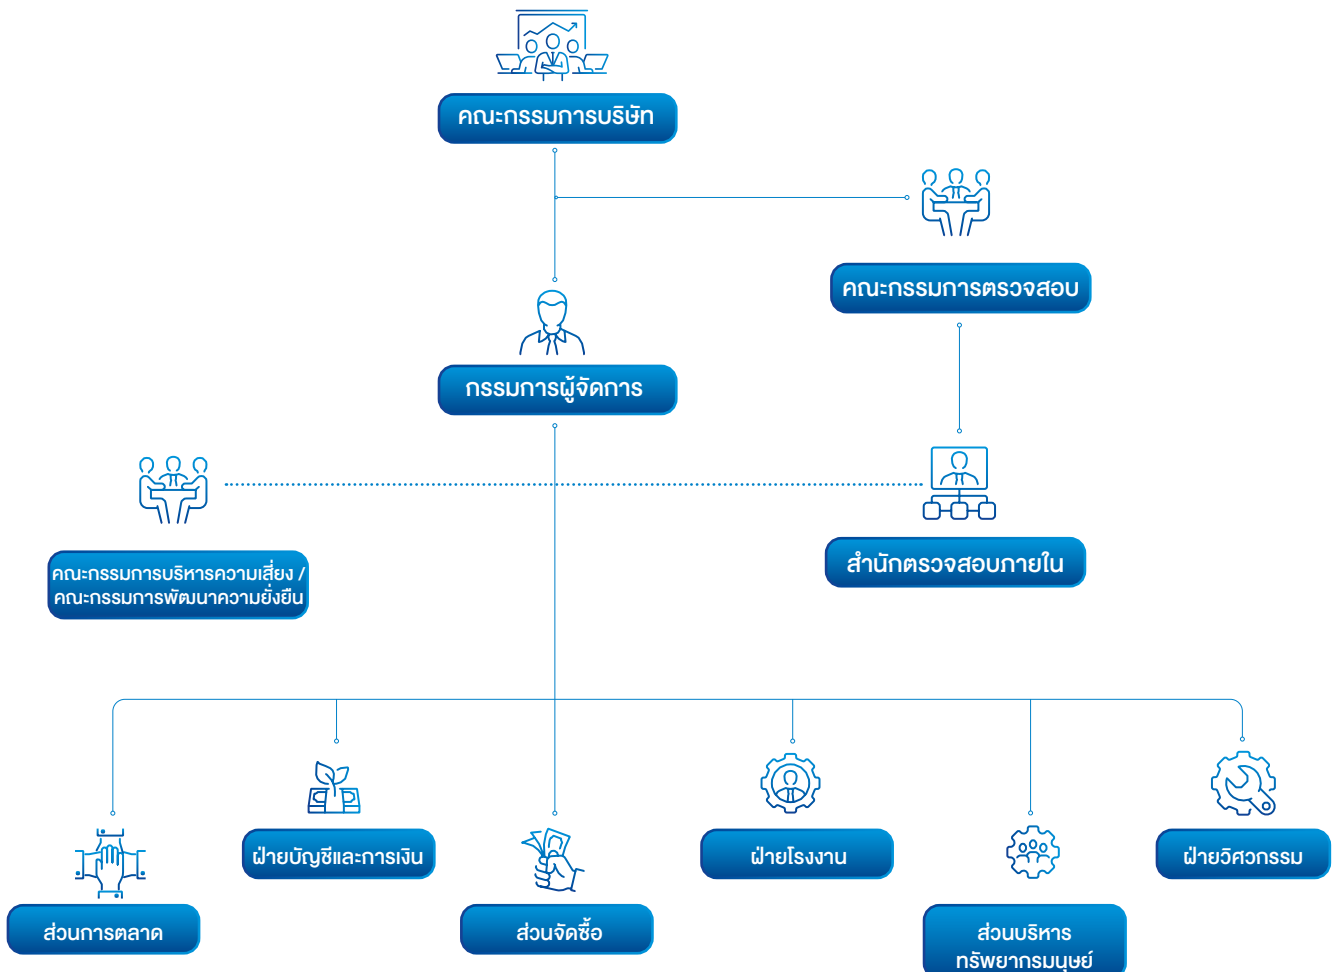 คณะกรรมการบริษัท
คณะกรรมการตรวจสอบ
กรรมการผู้จัดการ
คณะกรรมการบริหารความเสี่ยง /
คณะกรรมการพัฒนาความยั่งยืน
สำนักตรวจสอบภายใน
ฝ่ายบัญชีและการเงิน
ฝ่ายโรงงาน
ฝ่ายวิศวกรรม
ส่วนการตลาด
ส่วนจัดซื้อ
ส่วนบริหาร
ทรัพยากรมนุษย์